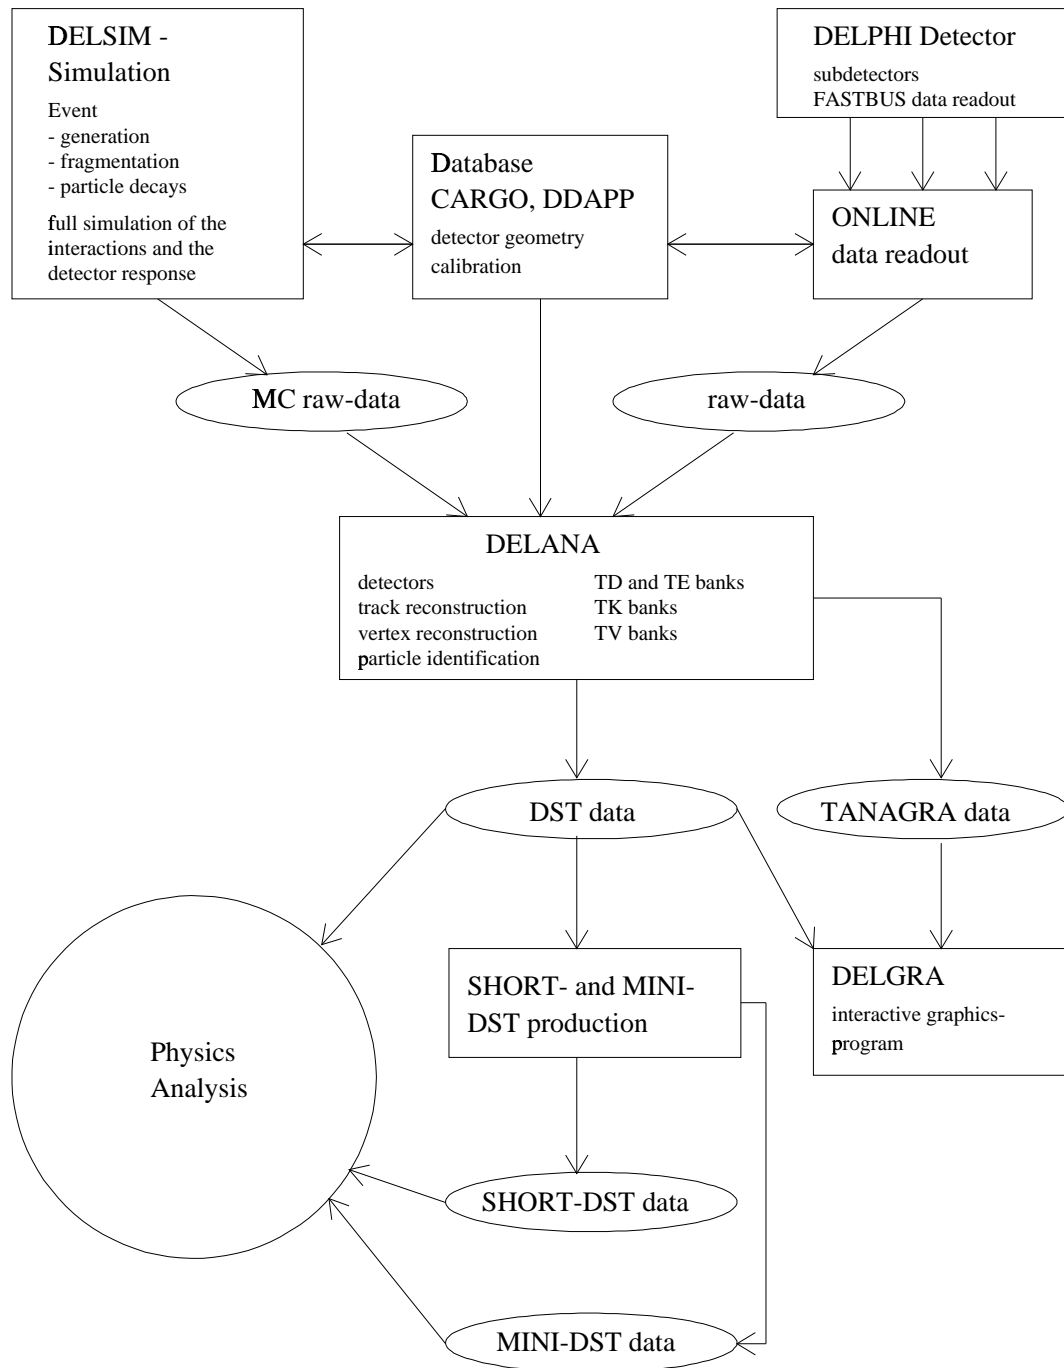 DELSIM -
Simulation
Event
- generation
- fragmentation
- particle decays
full simulation of the
interactions and the
detector response
DELPHI Detector
subdetectors
FASTBUS data readout
Database
CARGO, DDAPP
detector geometry
calibration
ONLINE
data readout
MC raw-data
raw-data
DELANA
detectors TD and TE banks
track reconstruction TK banks
vertex reconstruction TV banks
particle identification
DST data
TANAGRA data
SHORT- and MINI-
DST production
DELGRA
interactive graphics-
program
Physics
Analysis
SHORT-DST data
MINI-DST data